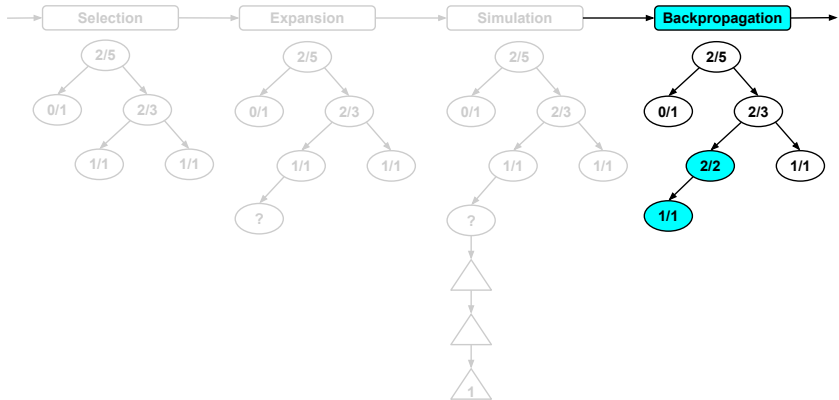 Selection Expansion Simulation Backpropagation
2/5 2/5 2/5 2/5
0/1 2/3 0/1 2/3 0/1 2/3 0/1 2/3
1/1 1/1 1/1 1/1 1/1 1/1 2/2 1/1
? ? 1/1
1